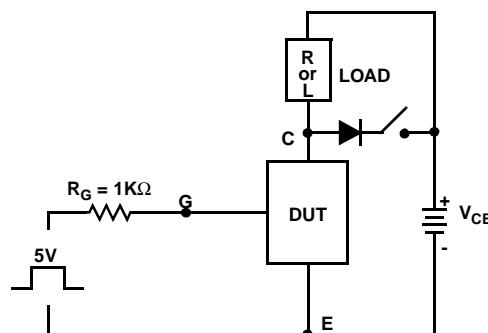 R
or
L
LOAD
C
R_G = 1KΩ
G
DUT
5V
+
V_CE
-
E